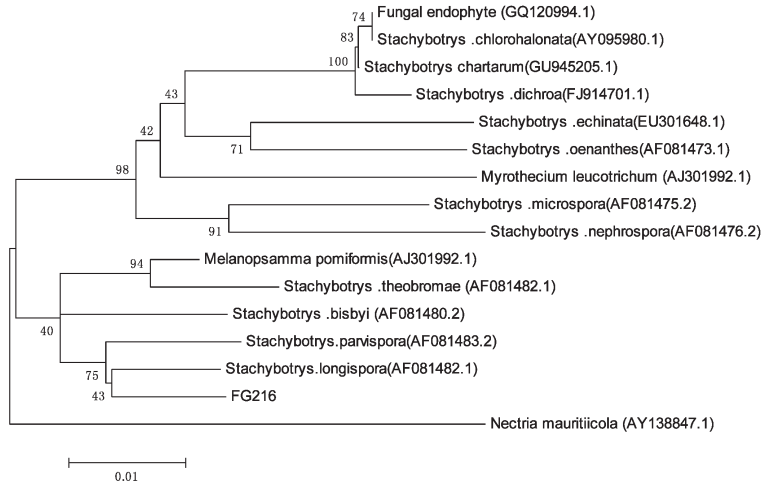 74
Fungal endophyte (GQ120994.1)
83
Stachybotrys .chlorohalonata(AY095980.1)
100
Stachybotrys chartarum(GU945205.1)
43
Stachybotrys .dichroa(FJ914701.1)
42
Stachybotrys .echinata(EU301648.1)
71
Stachybotrys .oenanthes(AF081473.1)
98
Myrothecium leucotrichum (AJ301992.1)
Stachybotrys .microspora(AF081475.2)
91
Stachybotrys .nephrospora(AF081476.2)
94
Melanopsamma pomiformis(AJ301992.1)
Stachybotrys .theobromae (AF081482.1)
40
Stachybotrys .bisbyi (AF081480.2)
Stachybotrys.parvispora(AF081483.2)
75
Stachybotrys.longispora(AF081482.1)
43
FG216
Nectria mauritiicola (AY138847.1)
0.01